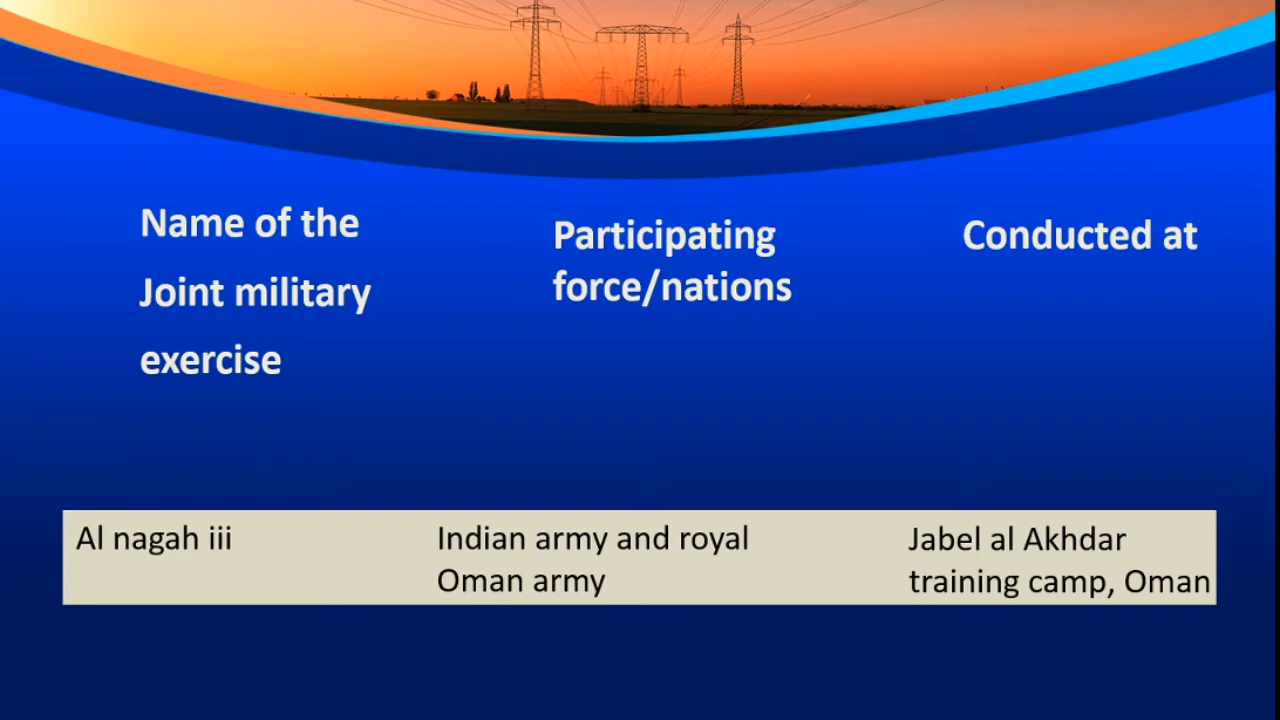 Name of the
Joint military
exercise
Participating
force/nations
Conducted at
Al nagah iii
Indian army and royal
Oman army
Jabel al Akhdar
training camp, Oman